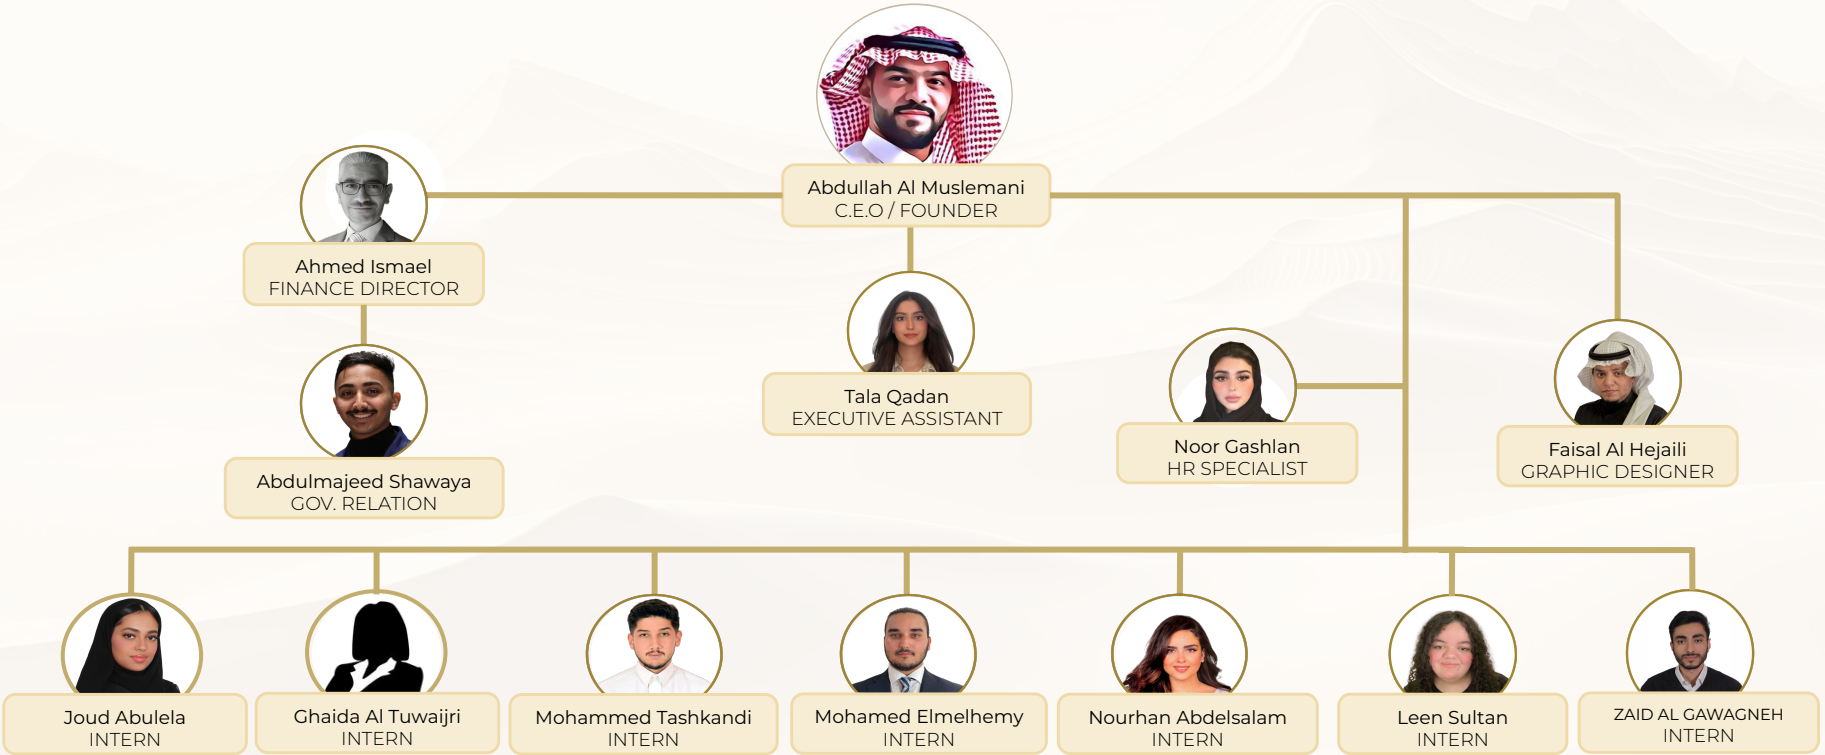 Abdullah Al Muslemani
C.E.O / FOUNDER
Ahmed Ismael
FINANCE DIRECTOR
Tala Qadan
EXECUTIVE ASSISTANT
Noor Gashlan
HR SPECIALIST
Faisal Al Hejaili
GRAPHIC DESIGNER
Abdulmajeed Shawaya
GOV. RELATION
Joud Abulela
INTERN
Ghaida Al Tuwaijri
INTERN
Mohammed Tashkandi
INTERN
Mohamed Elmelhemy
INTERN
Nourhan Abdelsalam
INTERN
Leen Sultan
INTERN
ZAID AL GAWAGNEH
INTERN